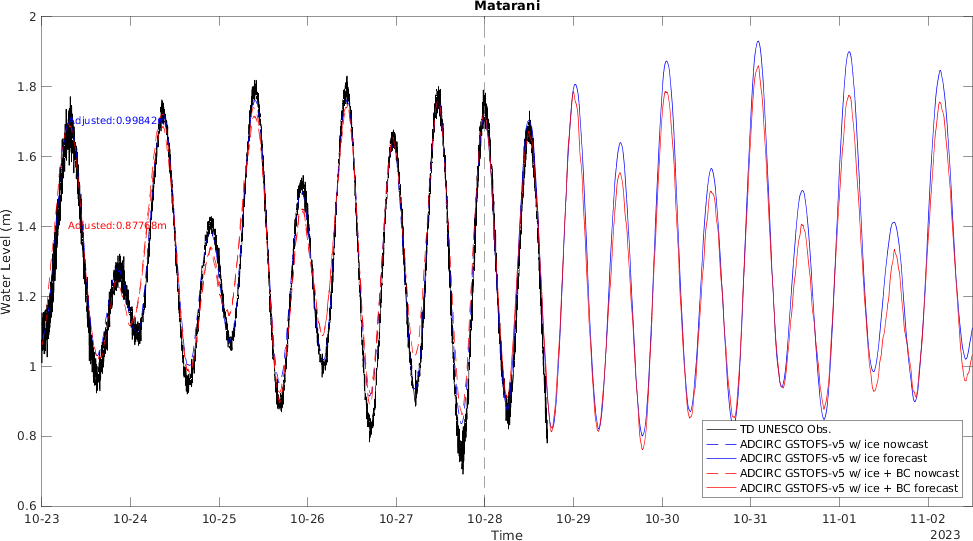 Matarani
2
1.8
1.6
1.4
1.2
1
0.8
0.6
Water Level (m)
Adjusted:0.99842m
Adjusted:0.87768m
TD UNESCO Obs.
ADCIRC GSTOFS-v5 w/ ice nowcast
ADCIRC GSTOFS-v5 w/ ice forecast
ADCIRC GSTOFS-v5 w/ ice + BC nowcast
ADCIRC GSTOFS-v5 w/ ice + BC forecast
10-23 10-24 10-25 10-26 10-27 10-28 10-29 10-30 10-31 11-01 11-02
Time
2023